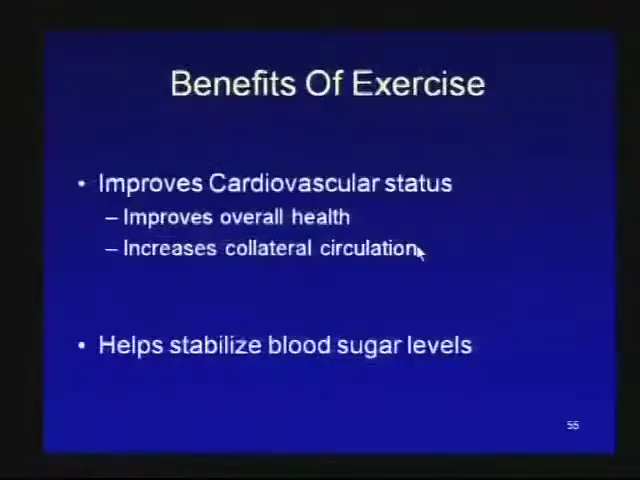 Benefits Of Exercise
• Improves Cardiovascular status
– Improves overall health
– Increases collateral circulation
• Helps stabilize blood sugar levels
55